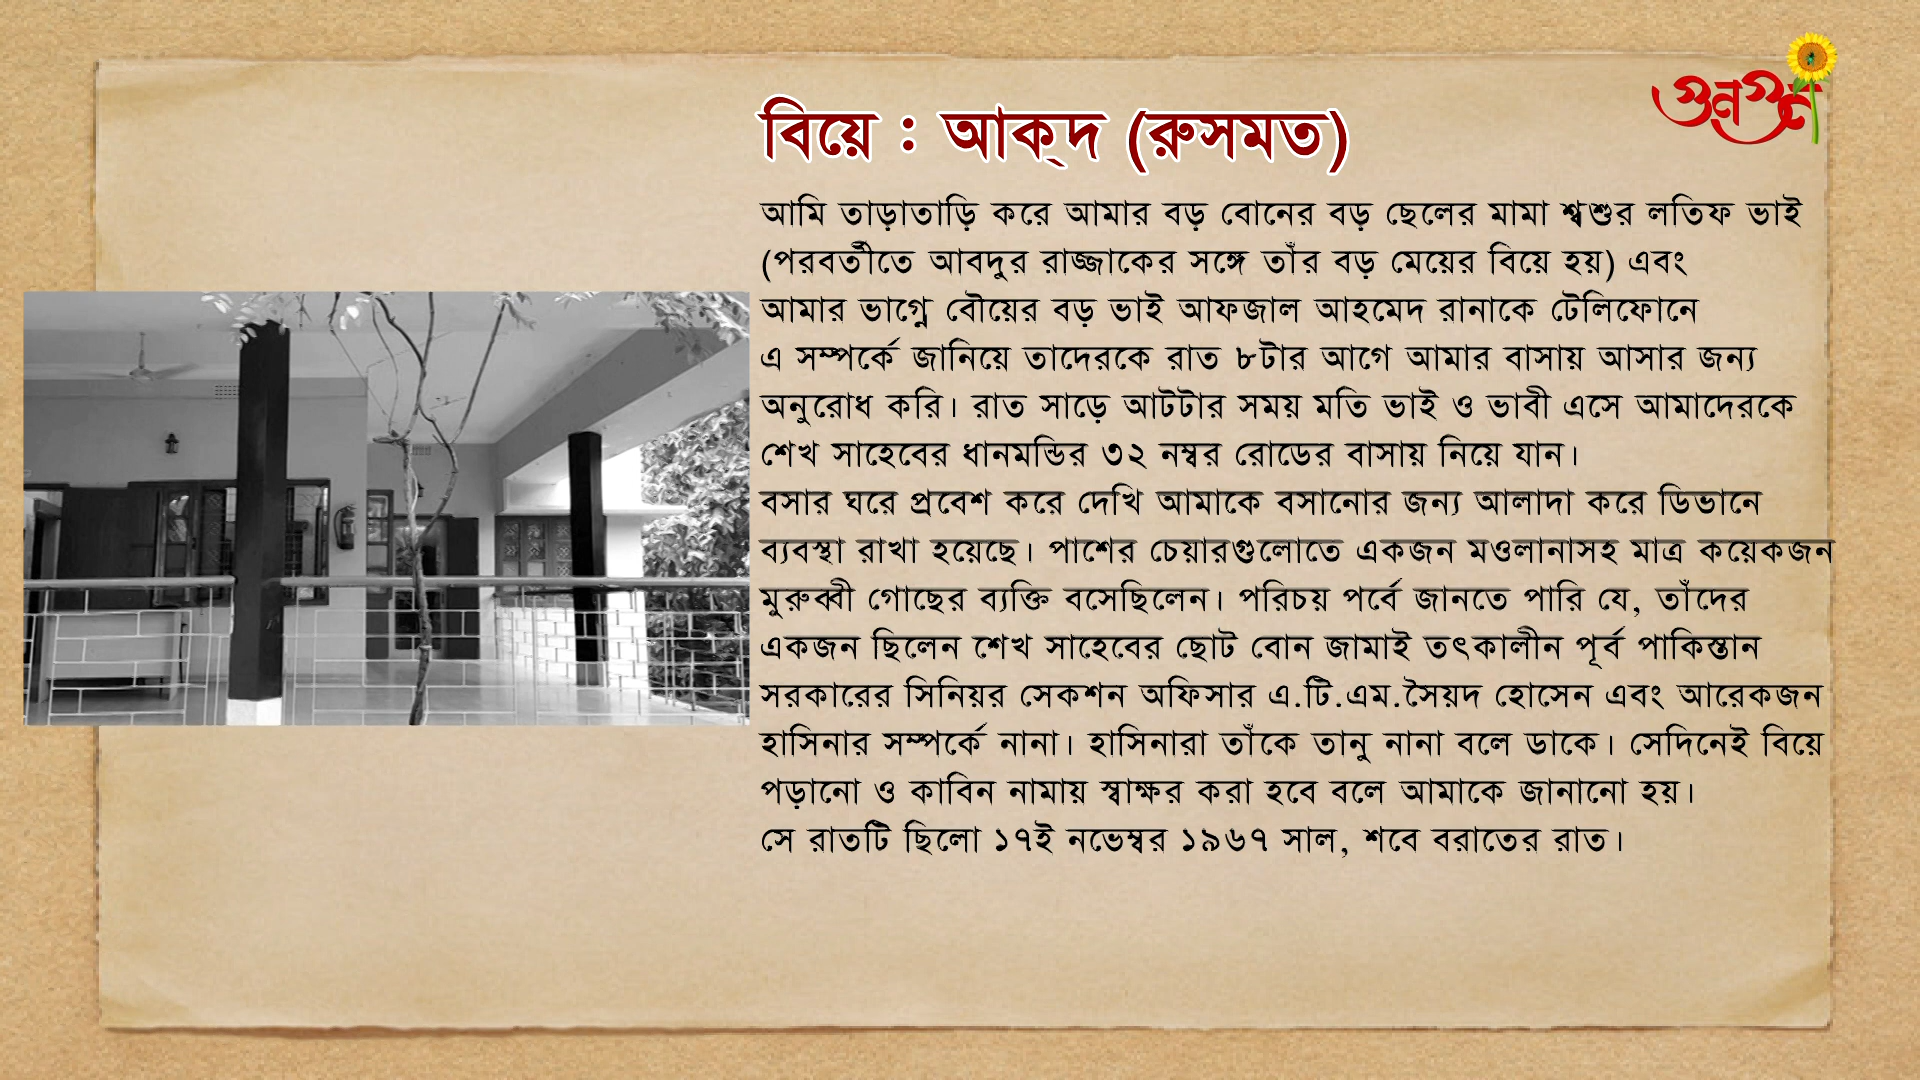 গুনগুন
বিয়ে : আক্‌দ (রুসমত)
আমি তাড়াতাড়ি করে আমার বড় বোনের বড় ছেলের মামা শ্বশুর লতিফ ভাই
(পরবর্তীতে আবদুর রাজ্জাকের সঙ্গে তাঁর বড় মেয়ের বিয়ে হয়) এবং
আমার ভাগ্নে বৌয়ের বড় ভাই আফজাল আহমেদ রানাকে টেলিফোনে
এ সম্পর্কে জানিয়ে তাদেরকে রাত ৮টার আগে আমার বাসায় আসার জন্য
অনুরোধ করি। রাত সাড়ে আটটার সময় মতি ভাই ও ভাবী এসে আমাদেরকে
শেখ সাহেবের ধানমন্ডির ৩২ নম্বর রোডের বাসায় নিয়ে যান।
বসার ঘরে প্রবেশ করে দেখি আমাকে বসানোর জন্য আলাদা করে ডিভানে
ব্যবস্থা রাখা হয়েছে। পাশের চেয়ারগুলোতে একজন মওলানাসহ মাত্র কয়েকজন
মুরুব্বী গোছের ব্যক্তি বসেছিলেন। পরিচয় পর্বে জানতে পারি যে, তাঁদের
একজন ছিলেন শেখ সাহেবের ছোট বোন জামাই তৎকালীন পূর্ব পাকিস্তান
সরকারের সিনিয়র সেকশন অফিসার এ.টি.এম.সৈয়দ হোসেন এবং আরেকজন
হাসিনার সম্পর্কে নানা। হাসিনারা তাঁকে তানু নানা বলে ডাকে। সেদিনেই বিয়ে
পড়ানো ও কাবিন নামায় স্বাক্ষর করা হবে বলে আমাকে জানানো হয়।
সে রাতটি ছিলো ১৭ই নভেম্বর ১৯৬৭ সাল, শবে বরাতের রাত।